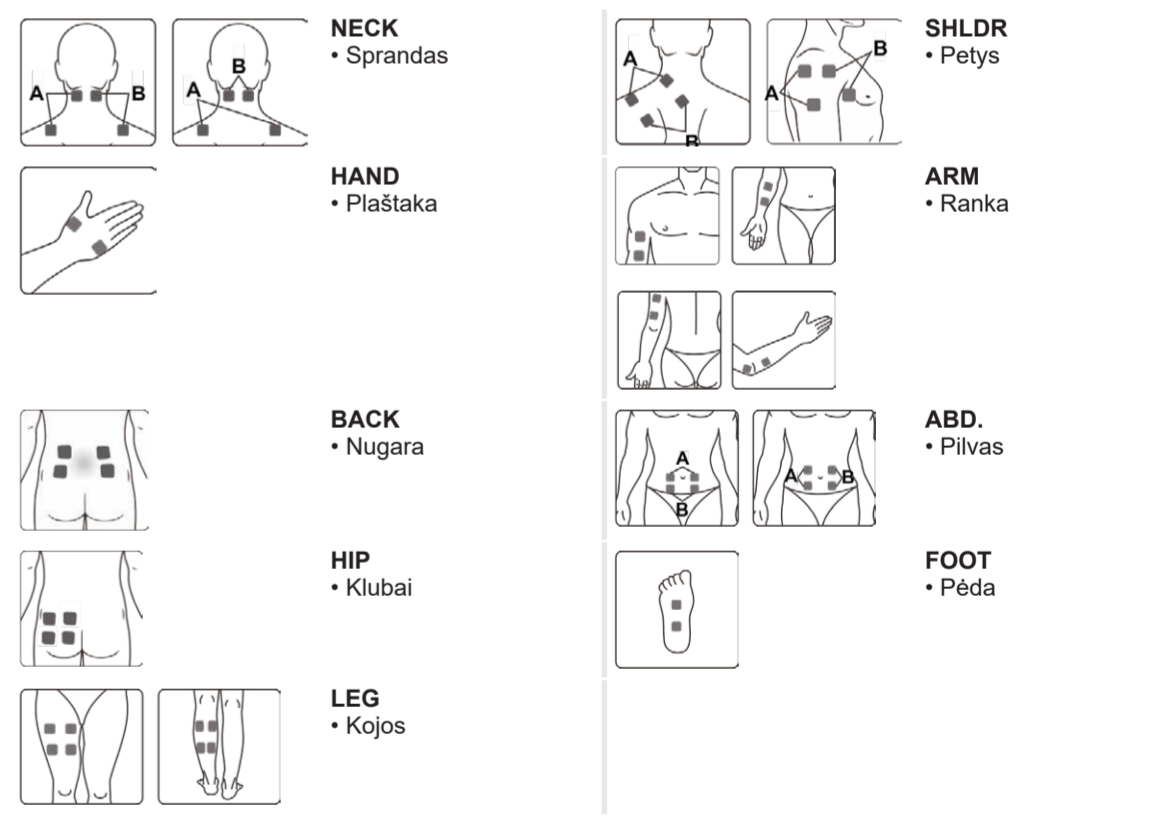 A
B
B
A
NECK
• Sprandas
A
B
B
A
SHLDR
• Petys
HAND
• Plaštaka
ARM
• Ranka
BACK
• Nugara
A
B
A
B
ABD.
• Pilvas
HIP
• Klubai
FOOT
• Pėda
LEG
• Kojos